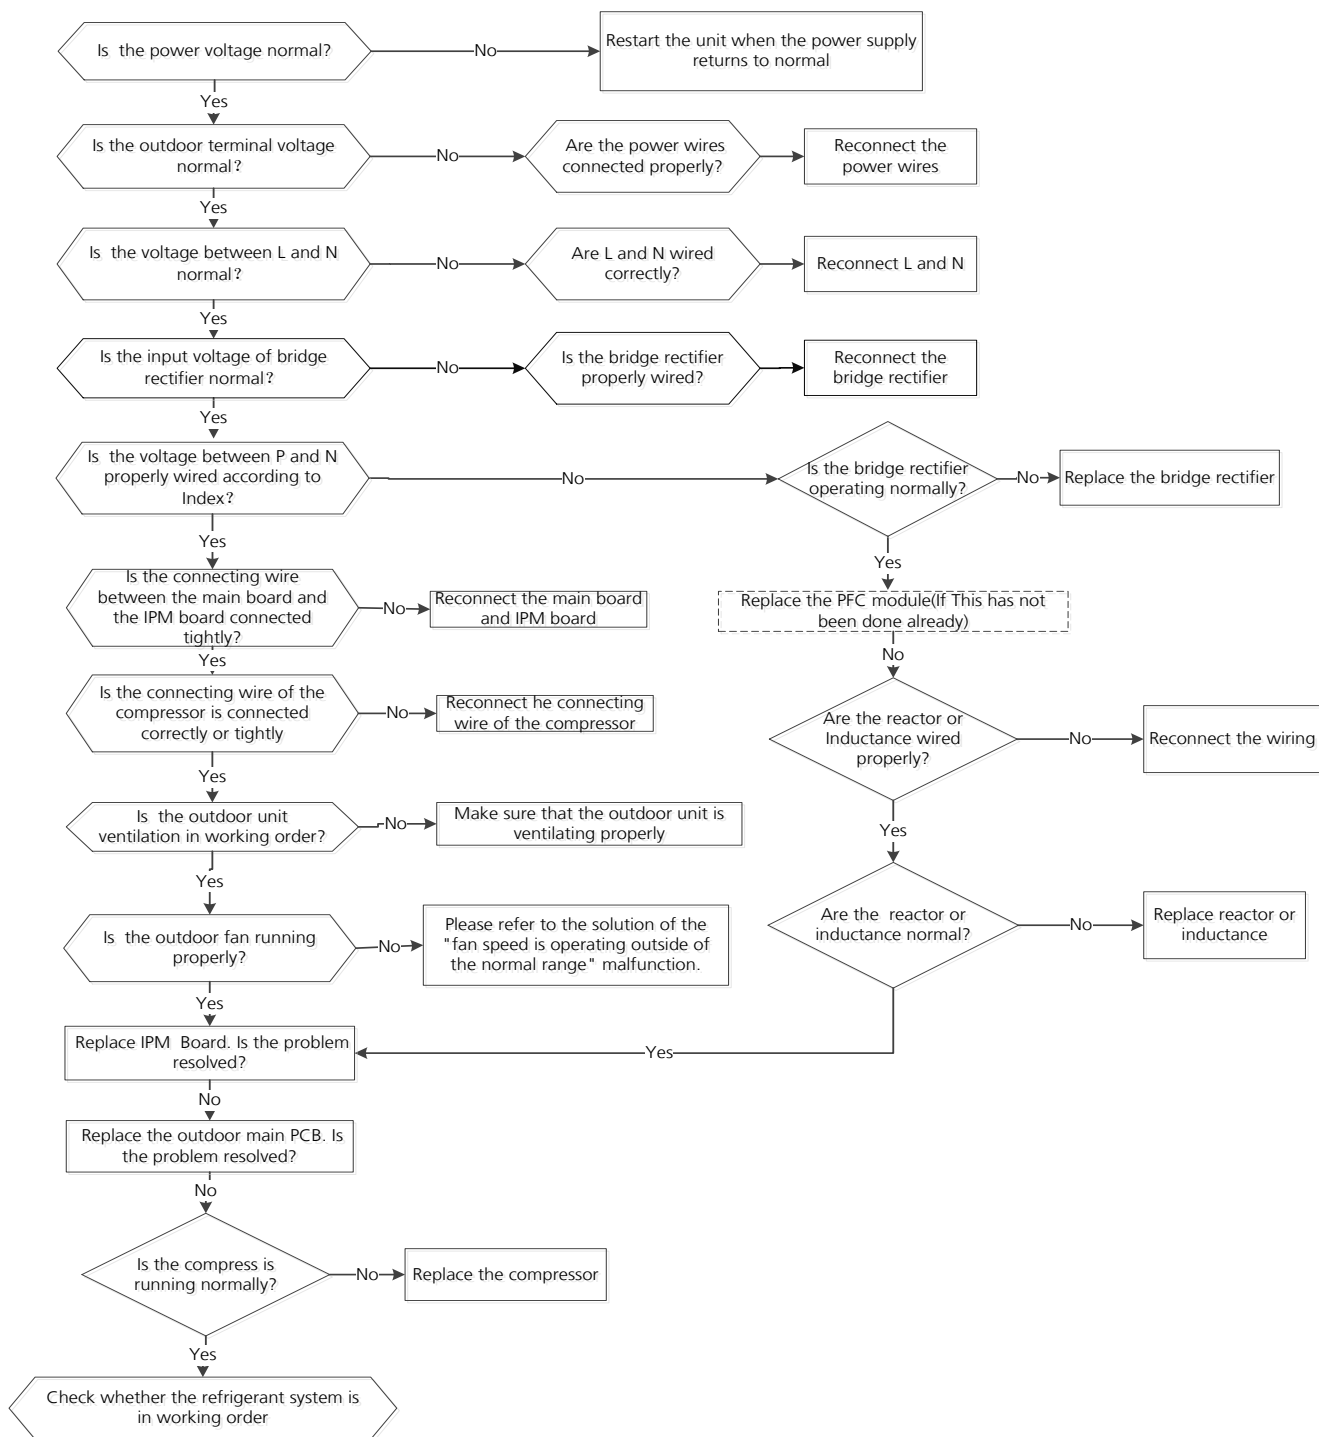 Is  the power voltage normal?
No
Restart the unit when the power supply
returns to normal
Yes
Is the outdoor terminal voltage
normal?
No
Are the power wires
connected properly?
Reconnect the
power wires
Yes
Is  the voltage between L and N
normal?
No
Are L and N wired
correctly?
Reconnect L and N
Yes
Is the input voltage of bridge
rectifier normal?
No
Is the bridge rectifier
properly wired?
Reconnect the
bridge rectifier
Yes
Is  the voltage between P and N
properly wired according to
Index?
No
Is the bridge rectifier
operating normally?
No
Replace the bridge rectifier
Yes
Yes
Is the connecting wire
between the main board and
the IPM board connected
tightly?
No
Reconnect the main board
and IPM board
Replace the PFC module(If This has not
been done already)
Yes
No
Is the connecting wire of the
compressor is connected
correctly or tightly
No
Reconnect he connecting
wire of the compressor
Are the reactor or
Inductance wired
properly?
No
Reconnect the wiring
Yes
Is  the outdoor unit
ventilation in working order?
No
Make sure that the outdoor unit is
ventilating properly
Yes
Yes
Is  the outdoor fan running
properly?
No
Please refer to the solution of the
"fan speed is operating outside of
the normal range" malfunction.
Are the  reactor or
inductance normal?
No
Replace reactor or
inductance
Yes
Replace IPM  Board. Is the problem
resolved?
Yes
No
Replace the outdoor main PCB. Is
the problem resolved?
No
Is the compress is
running normally?
No
Replace the compressor
Yes
Check whether the refrigerant system is
in working order